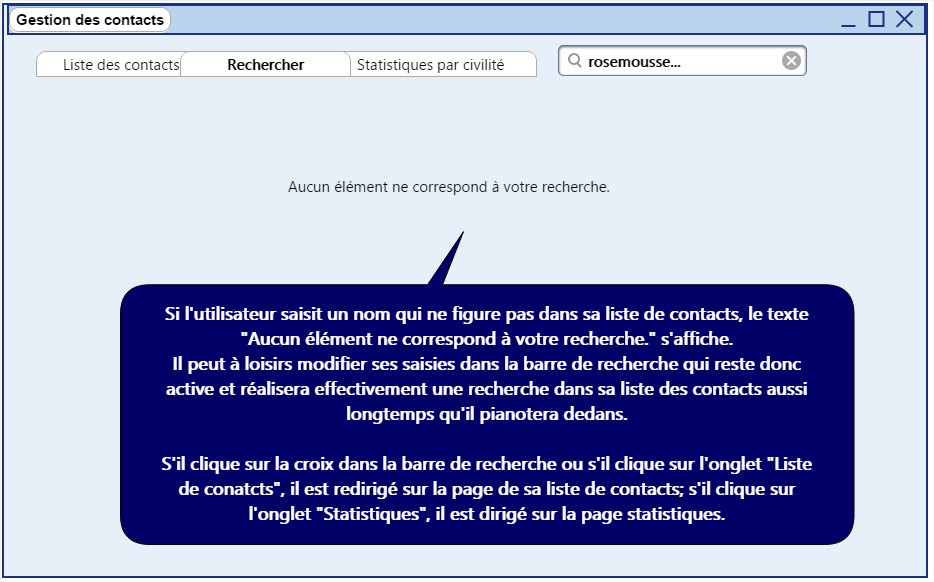 Gestion des contacts
Liste des contacts
Rechercher
Statistiques par civilité
rosemousse...
Aucun élément ne correspond à votre recherche.
Si l'utilisateur saisit un nom qui ne figure pas dans sa liste de contacts, le texte
"Aucun élément ne correspond à votre recherche." s'affiche.
Il peut à loisirs modifier ses saisies dans la barre de recherche qui reste donc
active et réalisera effectivement une recherche dans sa liste des contacts aussi
longtemps qu'il pianotera dedans.
S'il clique sur la croix dans la barre de recherche ou s'il clique sur l'onglet "Liste
de conatcts", il est redirigé sur la page de sa liste de contacts; s'il clique sur
l'onglet "Statistiques", il est dirigé sur la page statistiques.